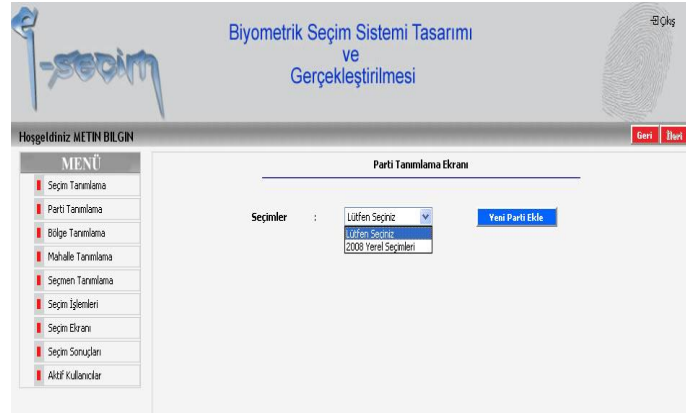 i-seçim
Biyometrik Seçim Sistemi Tasarımı
ve
Gerçekleştirilmesi
Çıkış
Hoşgeldiniz METIN BILGIN
Geri İleri
MENÜ
Seçim Tanımlama
Parti Tanımlama
Bölge Tanımlama
Mahalle Tanımlama
Seçmen Tanımlama
Seçim İşlemleri
Seçim Ekranı
Seçim Sonuçları
Aktif Kullanıcılar
Parti Tanımlama Ekranı
Seçimler : Lütfen Seçiniz Yeni Parti Ekle
Lütfen Seçiniz
2008 Yerel Seçimleri